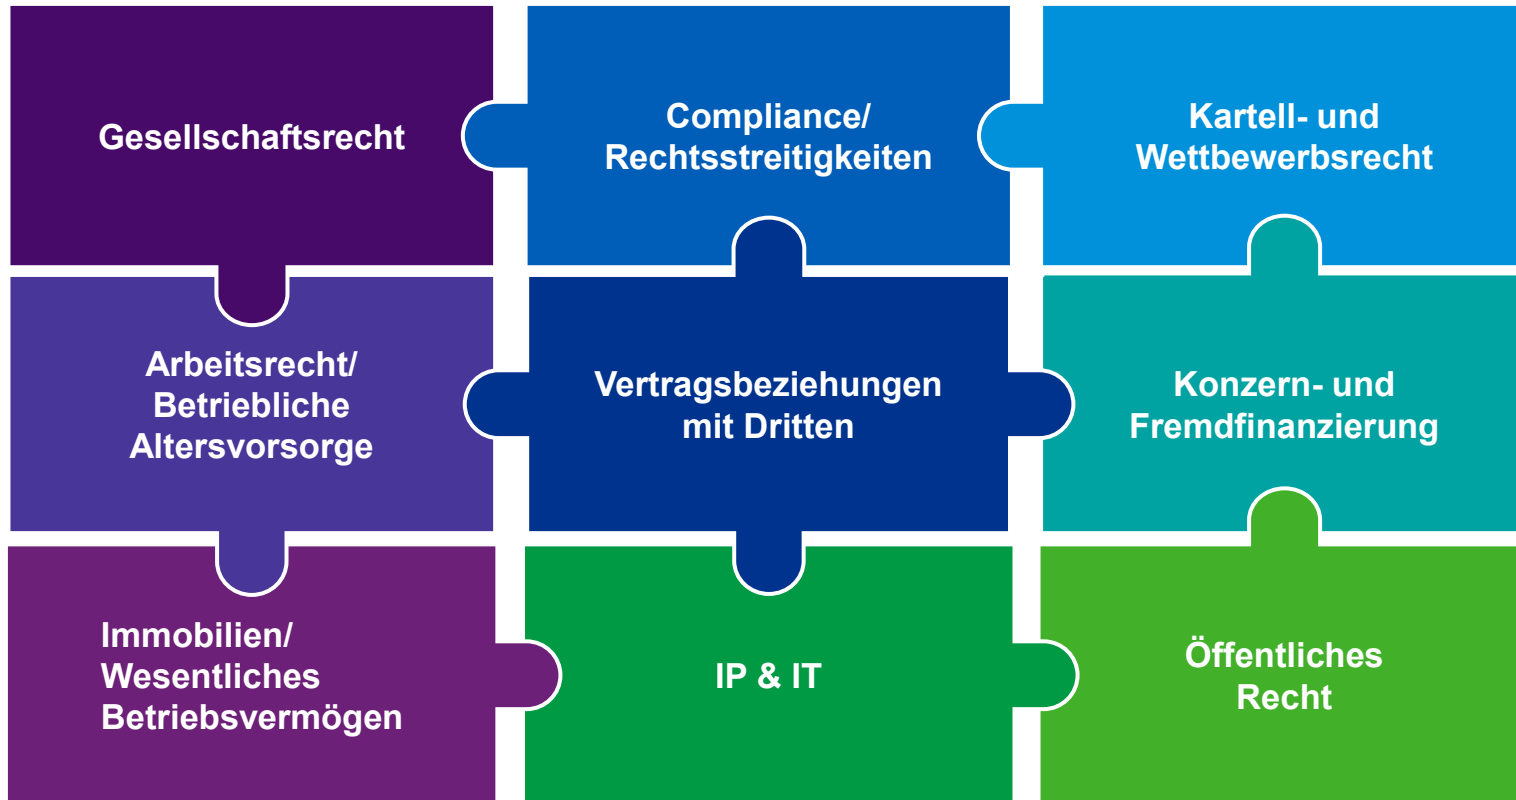 Gesellschaftsrecht
Compliance/
Rechtsstreitigkeiten
Kartell- und
Wettbewerbsrecht
Arbeitsrecht/
Betriebliche
Altersvorsorge
Vertragsbeziehungen
mit Dritten
Konzern- und
Fremdfinanzierung
Immobilien/
Wesentliches
Betriebsvermögen
IP & IT
Öffentliches
Recht